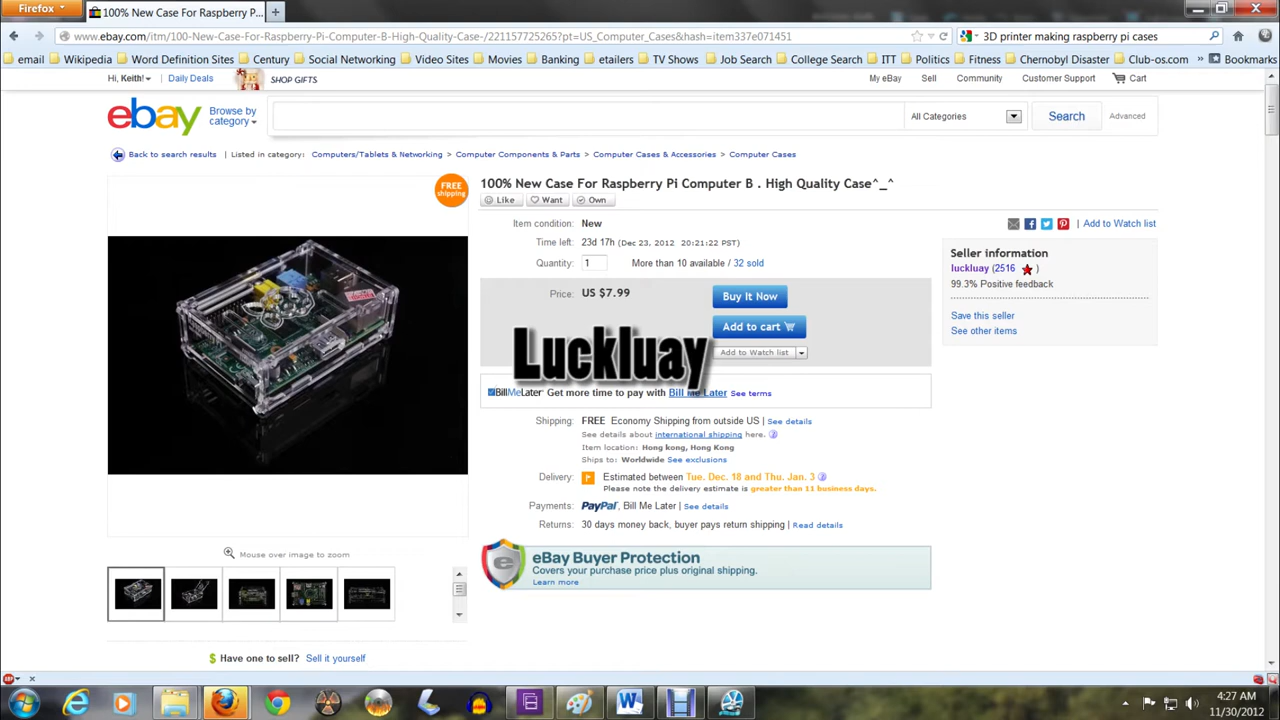 Firefox
100% New Case For Raspberry P...
www.ebay.com/itm/100-New-Case-For-Raspberry-Pi-Computer-B-High-Quality-Case-/221157725265?pt=US_Computer_Cases&hash=item337e071451
3D printer making raspberry pi cases
email Wikipedia Word Definition Sites Century Social Networking Video Sites Movies Banking etailers TV Shows Job Search College Search ITT Politics Fitness Chernobyl Disaster Club-os.com Bookmarks
Hi, Keith! Daily Deals SHOP GIFTS My eBay Sell Community Customer Support Cart
ebay Browse by category All Categories Search Advanced
Back to search results | Listed in category: Computers/Tablets & Networking > Computer Components & Parts > Computer Cases & Accessories > Computer Cases
FREE shipping
100% New Case For Raspberry Pi Computer B . High Quality Case^_^
Like Want Own
Item condition: New
| Add to Watch list
Time left: 23d 17h (Dec 23, 2012 20:21:22 PST)
Quantity: 1 More than 10 available / 32 sold
Price: US $7.99 Buy It Now
Add to cart
Add to Watch list
Luckluay
BillMeLater Get more time to pay with Bill Me Later See terms
Shipping: FREE Economy Shipping from outside US | See details
See details about international shipping here.
Item location: Hong kong, Hong Kong
Ships to: Worldwide See exclusions
Delivery: Estimated between Tue. Dec. 18 and Thu. Jan. 3
Please note the delivery estimate is greater than 11 business days.
Payments: PayPal, Bill Me Later | See details
Returns: 30 days money back, buyer pays return shipping | Read details
eBay Buyer Protection
Covers your purchase price plus original shipping.
Learn more
Seller information
luckluay (2516 )
99.3% Positive feedback
Save this seller
See other items
Mouse over image to zoom
Have one to sell? Sell it yourself
4:27 AM
11/30/2012